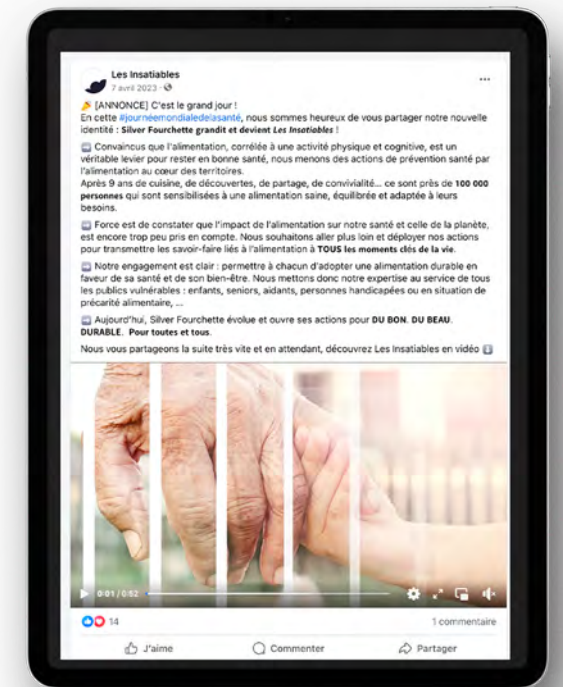 Les Insatiables
7 avril 2023 ·
[ANNONCE] C'est le grand jour !
En cette #journéemondialedelasanté, nous sommes heureux de vous partager notre nouvelle
identité : Silver Fourchette grandit et devient Les Insatiables !
Convaincus que l'alimentation, corrélée à une activité physique et cognitive, est un
véritable levier pour rester en bonne santé, nous menons des actions de prévention santé par
l'alimentation au cœur des territoires.
Après 9 ans de cuisine, de découvertes, de partage, de convivialité... ce sont près de 100 000
personnes qui sont sensibilisées à une alimentation saine, équilibrée et adaptée à leurs
besoins.
Force est de constater que l'impact de l'alimentation sur notre santé et celle de la planète,
est encore trop peu pris en compte. Nous souhaitons aller plus loin et déployer nos actions
pour transmettre les savoir-faire liés à l'alimentation à TOUS les moments clés de la vie.
Notre engagement est clair : permettre à chacun d'adopter une alimentation durable en
faveur de sa santé et de son bien-être. Nous mettons donc notre expertise au service de tous
les publics vulnérables : enfants, seniors, aidants, personnes handicapées ou en situation de
précarité alimentaire, ...
Aujourd'hui, Silver Fourchette évolue et ouvre ses actions pour DU BON. DU BEAU.
DURABLE. Pour toutes et tous.
Nous vous partageons la suite très vite et en attendant, découvrez Les Insatiables en vidéo
0:01 / 0:52
14
1 commentaire
J'aime
Commenter
Partager